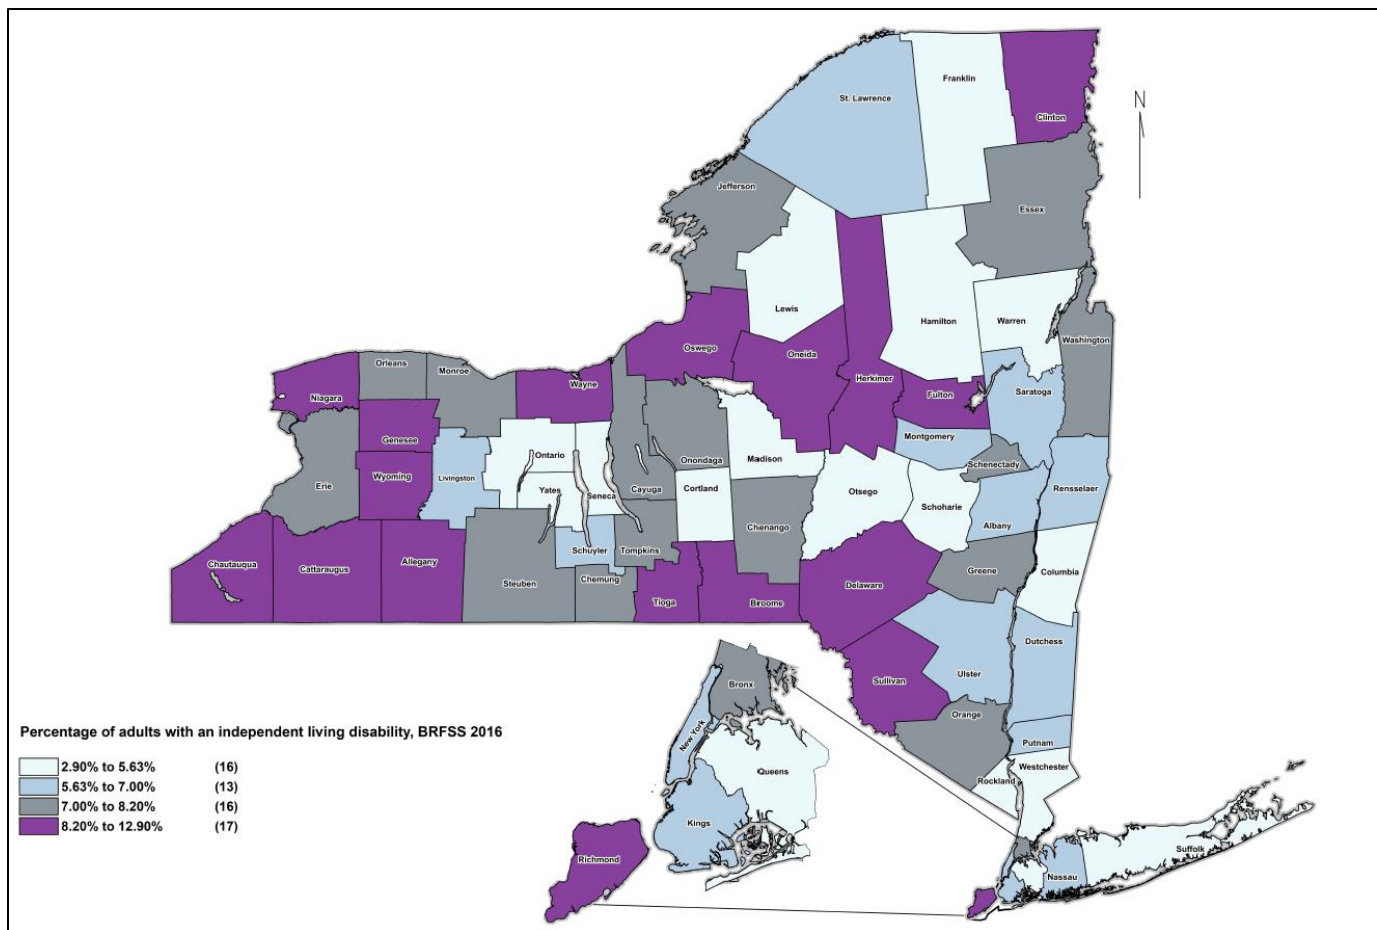 Franklin
St. Lawrence
N
Clinton
Jefferson
Essex
Lewis
Hamilton
Warren
Washington
Oswego
Oneida
Orleans
Monroe
Wayne
Herkimer
Fulton
Saratoga
Niagara
Genesee
Montgomery
Ontario
Madison
Onondaga
Schenectady
Wyoming
Livingston
Erie
Yates
Seneca
Cayuga
Cortland
Otsego
Schoharie
Rensselaer
Albany
Chenango
Schuyler
Tompkins
Chautauqua
Cattaraugus
Allegany
Steuben
Chemung
Delaware
Greene
Columbia
Tioga
Broome
Dutchess
Sullivan
Ulster
Bronx
Orange
New York
Putnam
Westchester
Rockland
Queens
Kings
Richmond
Nassau
Suffolk
Percentage of adults with an independent living disability, BRFSS 2016
2.90% to 5.63% (16)
5.63% to 7.00% (13)
7.00% to 8.20% (16)
8.20% to 12.90% (17)